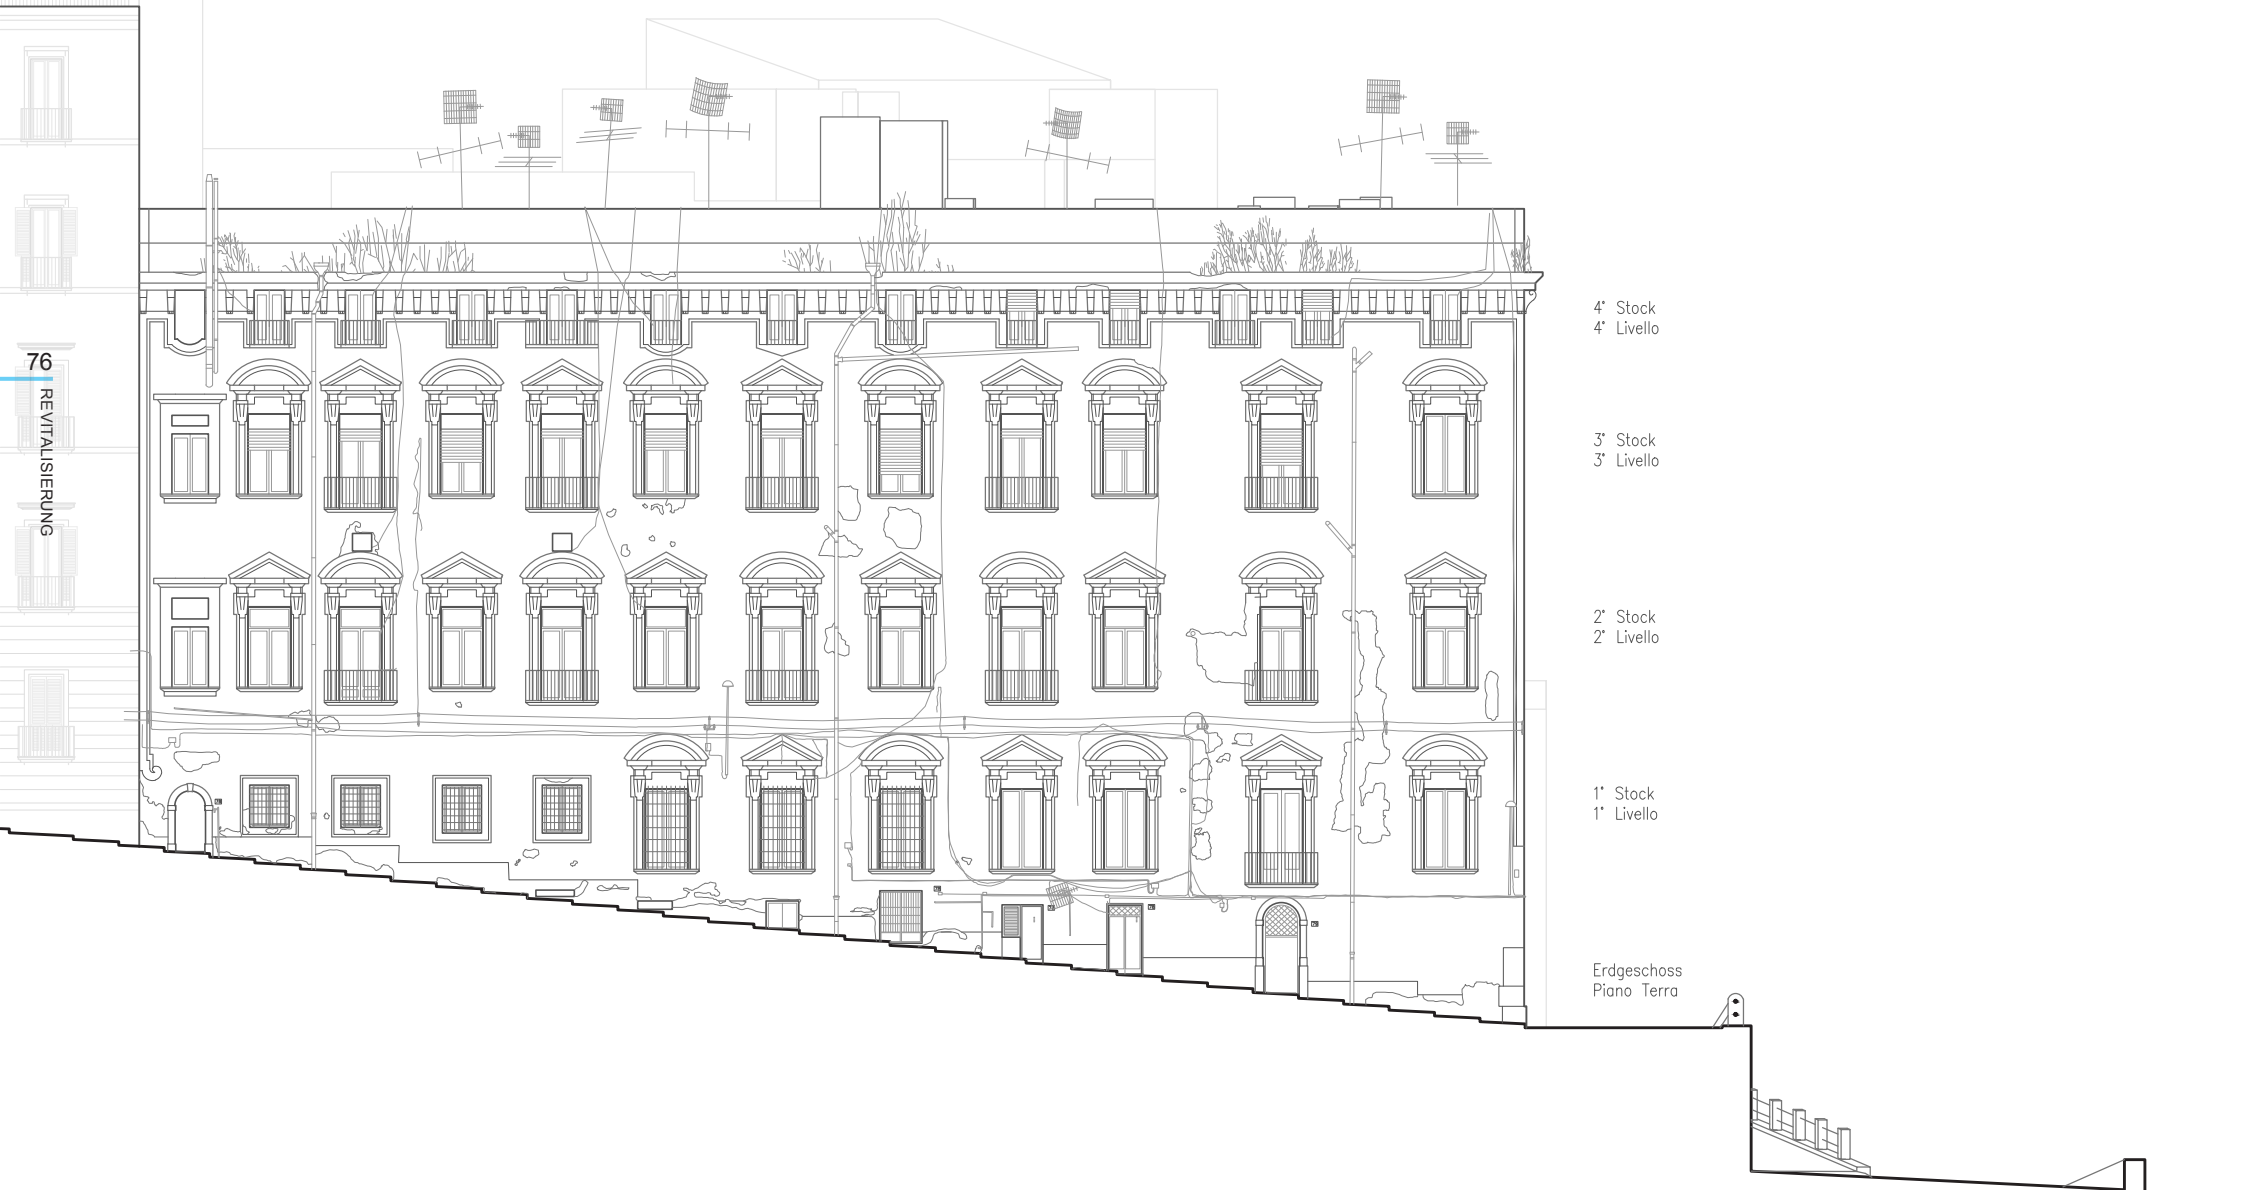 76
REVITALISIERUNG
4° Stock
4° Livello
3° Stock
3° Livello
2° Stock
2° Livello
1° Stock
1° Livello
Erdgeschoss
Piano Terra